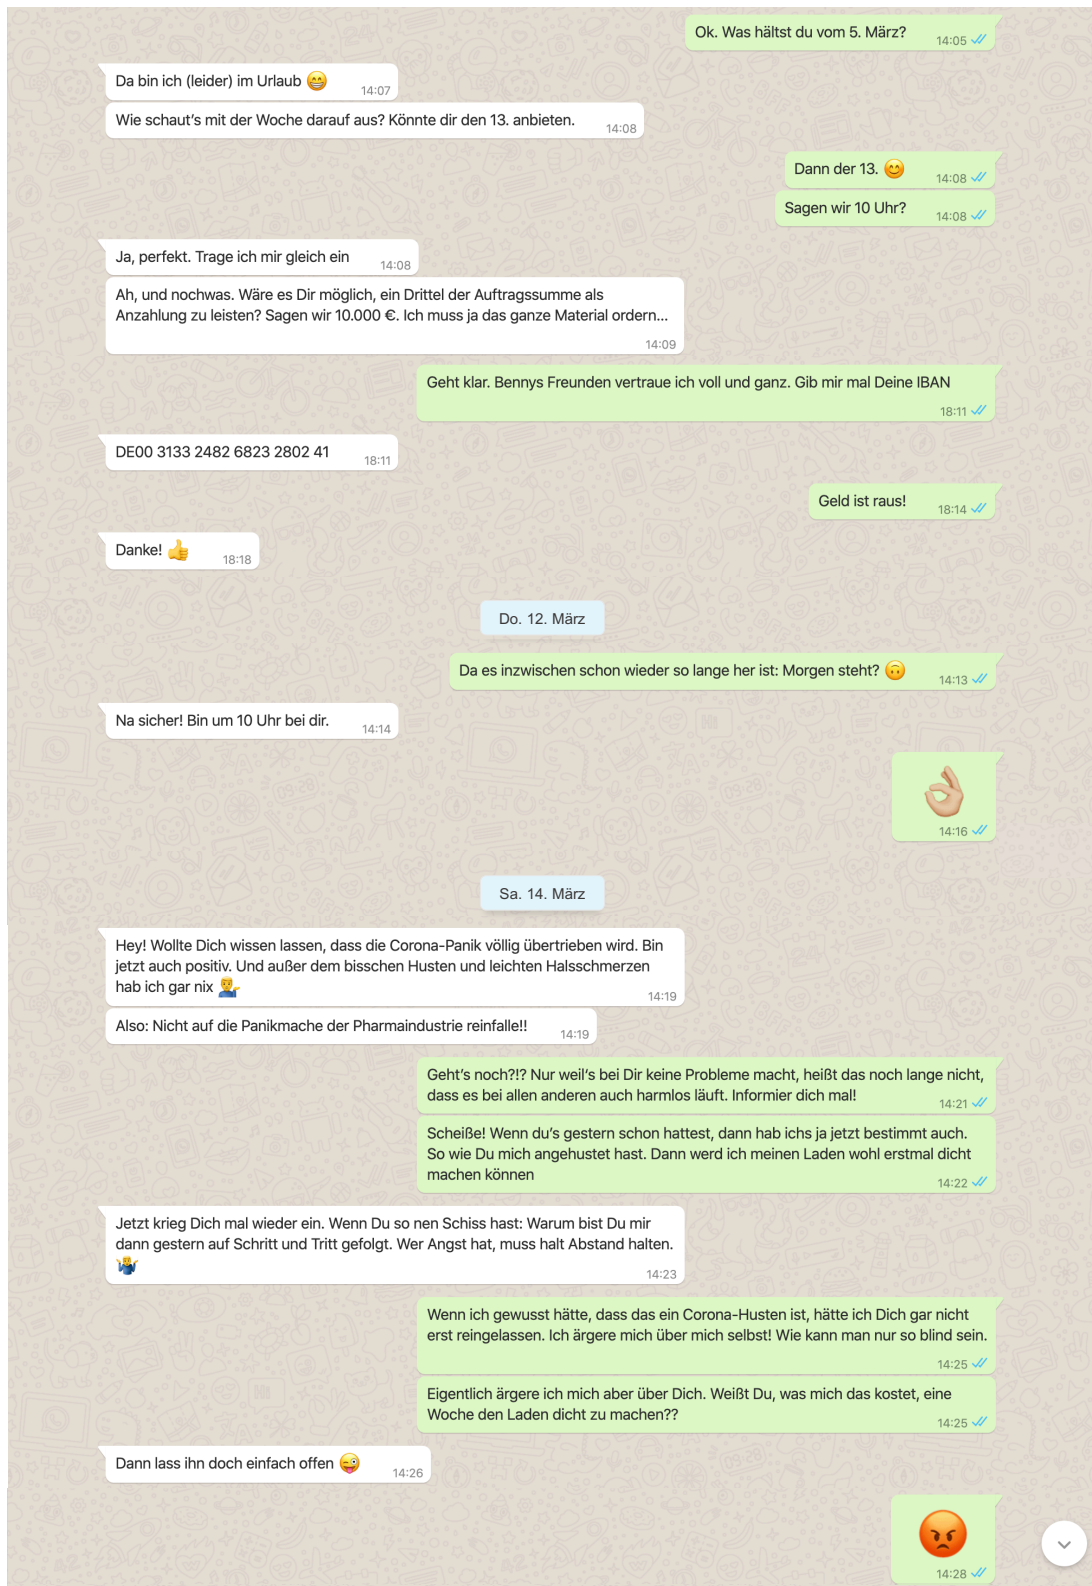 Ok. Was hältst du vom 5. März?
14:05
Da bin ich (leider) im Urlaub 😁
14:07
Wie schaut’s mit der Woche darauf aus? Könnte dir den 13. anbieten.
14:08
Dann der 13. 😊
14:08
Sagen wir 10 Uhr?
14:08
Ja, perfekt. Trage ich mir gleich ein
14:08
Ah, und nochwas. Wäre es Dir möglich, ein Drittel der Auftragssumme als
Anzahlung zu leisten? Sagen wir 10.000 €. Ich muss ja das ganze Material ordern...
14:09
Geht klar. Bennys Freunden vertraue ich voll und ganz. Gib mir mal Deine IBAN
18:11
DE00 3133 2482 6823 2802 41
18:11
Geld ist raus!
18:14
Danke! 👍
18:18
Do. 12. März
Da es inzwischen schon wieder so lange her ist: Morgen steht? 🙃
14:13
Na sicher! Bin um 10 Uhr bei dir.
14:14
👌🏼
14:16
Sa. 14. März
Hey! Wollte Dich wissen lassen, dass die Corona-Panik völlig übertrieben wird. Bin
jetzt auch positiv. Und außer dem bisschen Husten und leichten Halsschmerzen
hab ich gar nix 💁‍♂️
14:19
Also: Nicht auf die Panikmache der Pharmaindustrie reinfalle!!
14:19
Geht’s noch?!? Nur weil’s bei Dir keine Probleme macht, heißt das noch lange nicht,
dass es bei allen anderen auch harmlos läuft. Informier dich mal!
14:21
Scheiße! Wenn du’s gestern schon hattest, dann hab ichs ja jetzt bestimmt auch.
So wie Du mich angehustet hast. Dann werd ich meinen Laden wohl erstmal dicht
machen können
14:22
Jetzt krieg Dich mal wieder ein. Wenn Du so nen Schiss hast: Warum bist Du mir
dann gestern auf Schritt und Tritt gefolgt. Wer Angst hat, muss halt Abstand halten.
🤷‍♂️
14:23
Wenn ich gewusst hätte, dass das ein Corona-Husten ist, hätte ich Dich gar nicht
erst reingelassen. Ich ärgere mich über mich selbst! Wie kann man nur so blind sein.
14:25
Eigentlich ärgere ich mich aber über Dich. Weißt Du, was mich das kostet, eine
Woche den Laden dicht zu machen??
14:25
Dann lass ihn doch einfach offen 😜
14:26
😡
14:28